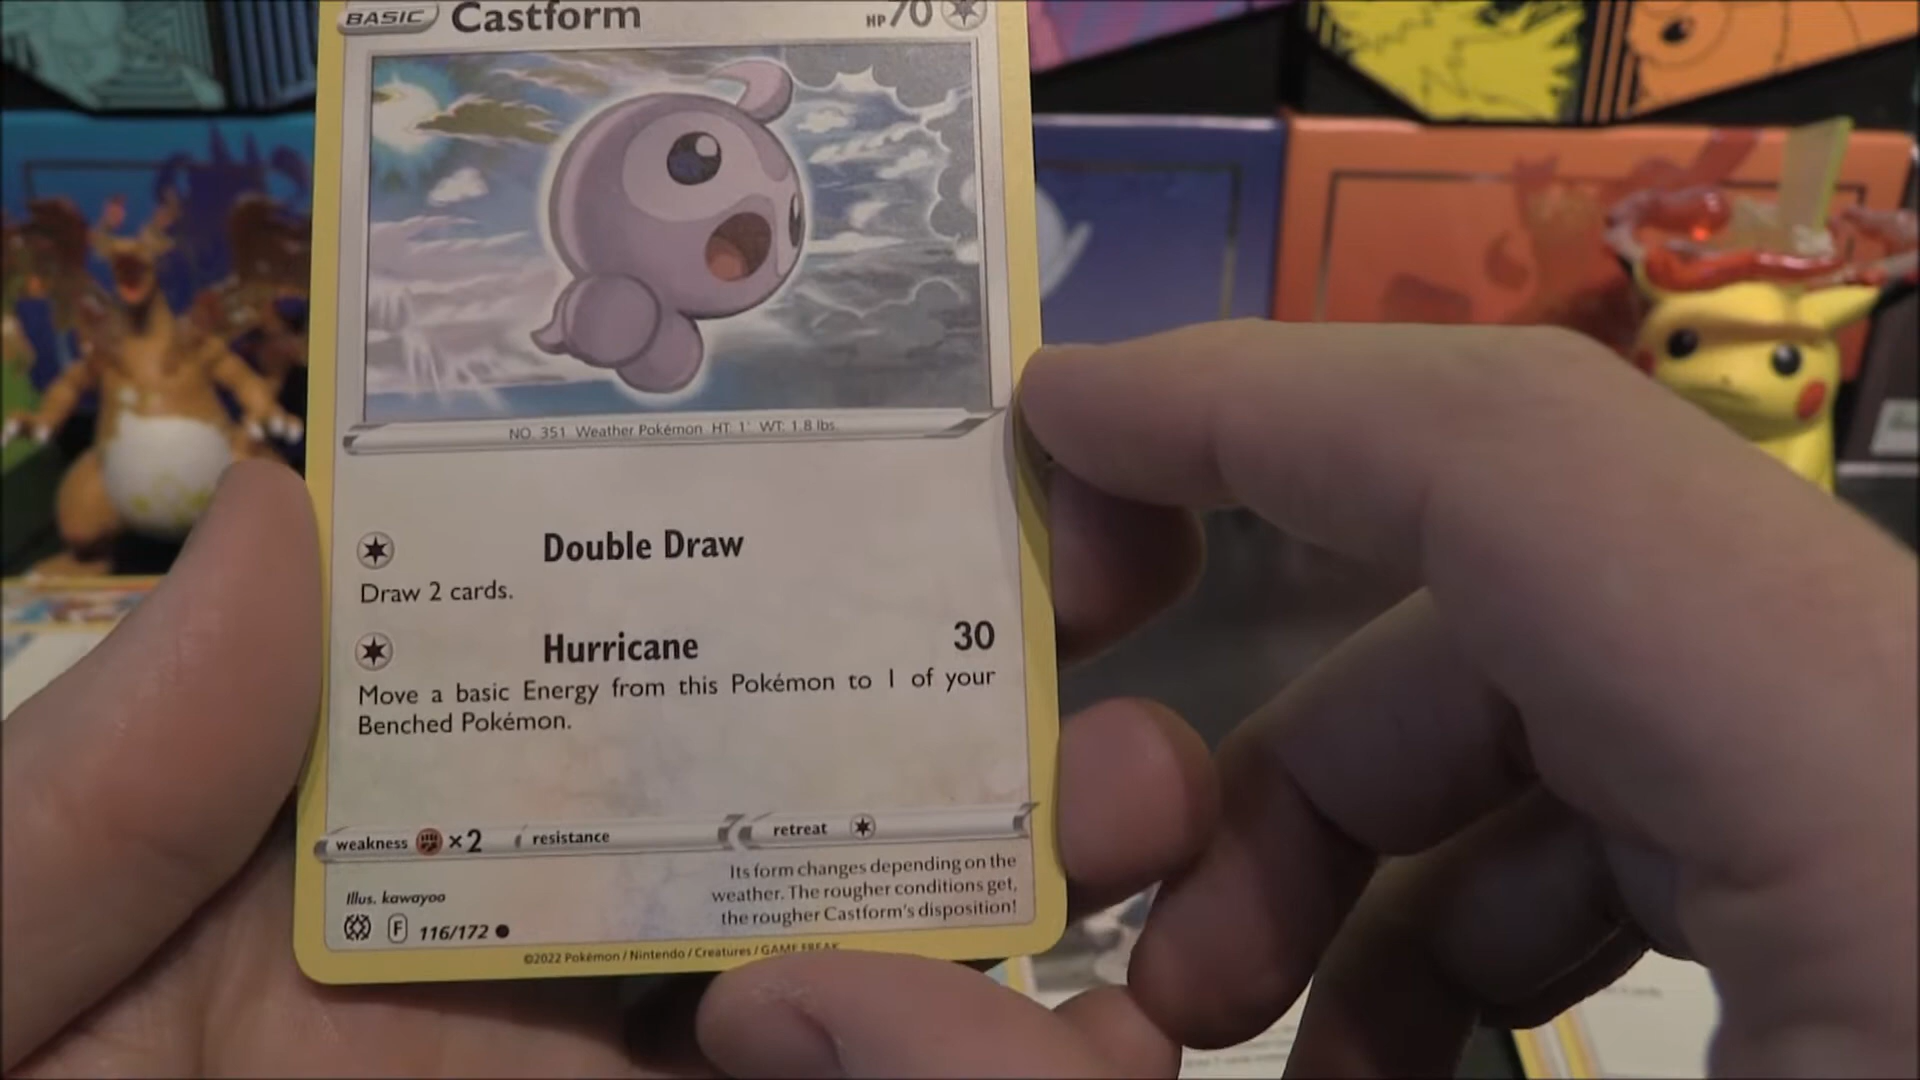 BASIC Castform HP 70
NO. 351 Weather Pokémon HT: 1' WT: 1.8 lbs.
Double Draw
Draw 2 cards.
Hurricane 30
Move a basic Energy from this Pokémon to 1 of your
Benched Pokémon.
weakness ×2 resistance retreat
Its form changes depending on the
weather. The rougher conditions get,
the rougher Castform's disposition!
Illus. kawayoo
F 116/172
©2022 Pokémon / Nintendo / Creatures / GAME FREAK